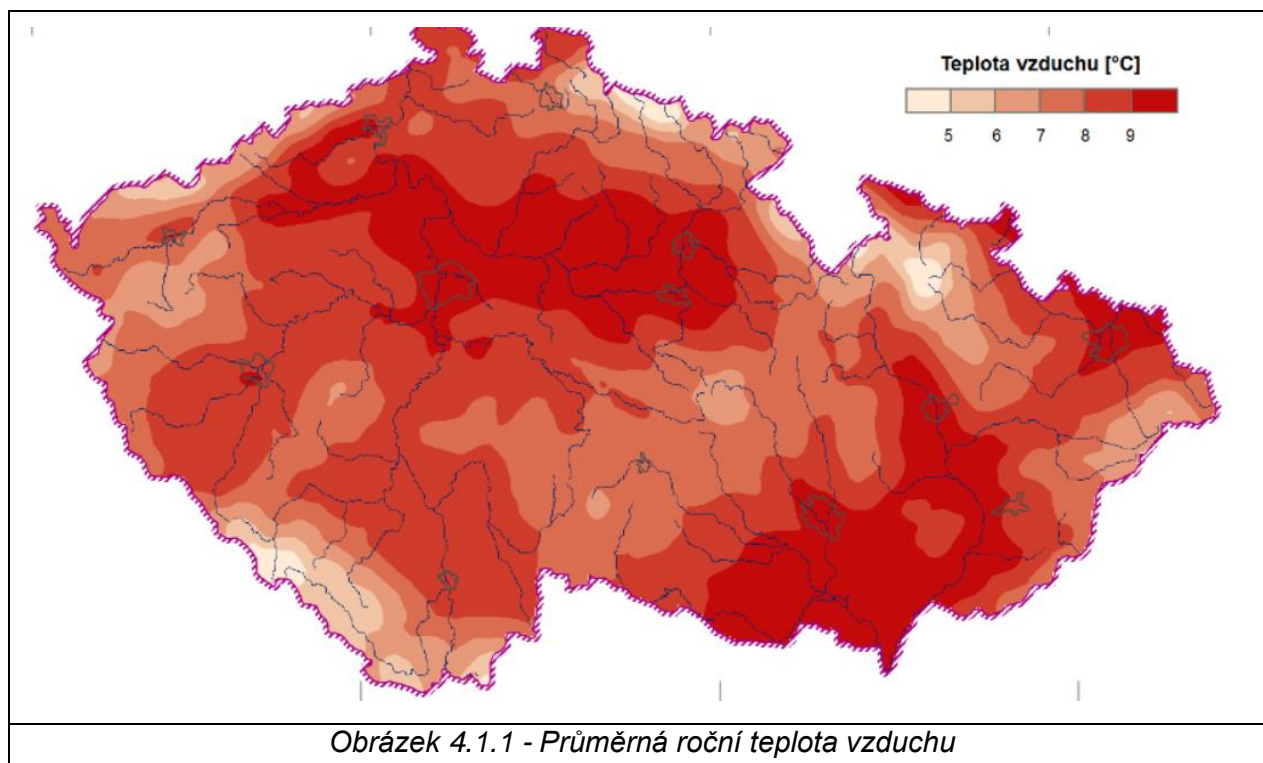 Teplota vzduchu [°C]
5 6 7 8 9
Obrázek 4.1.1 - Průměrná roční teplota vzduchu